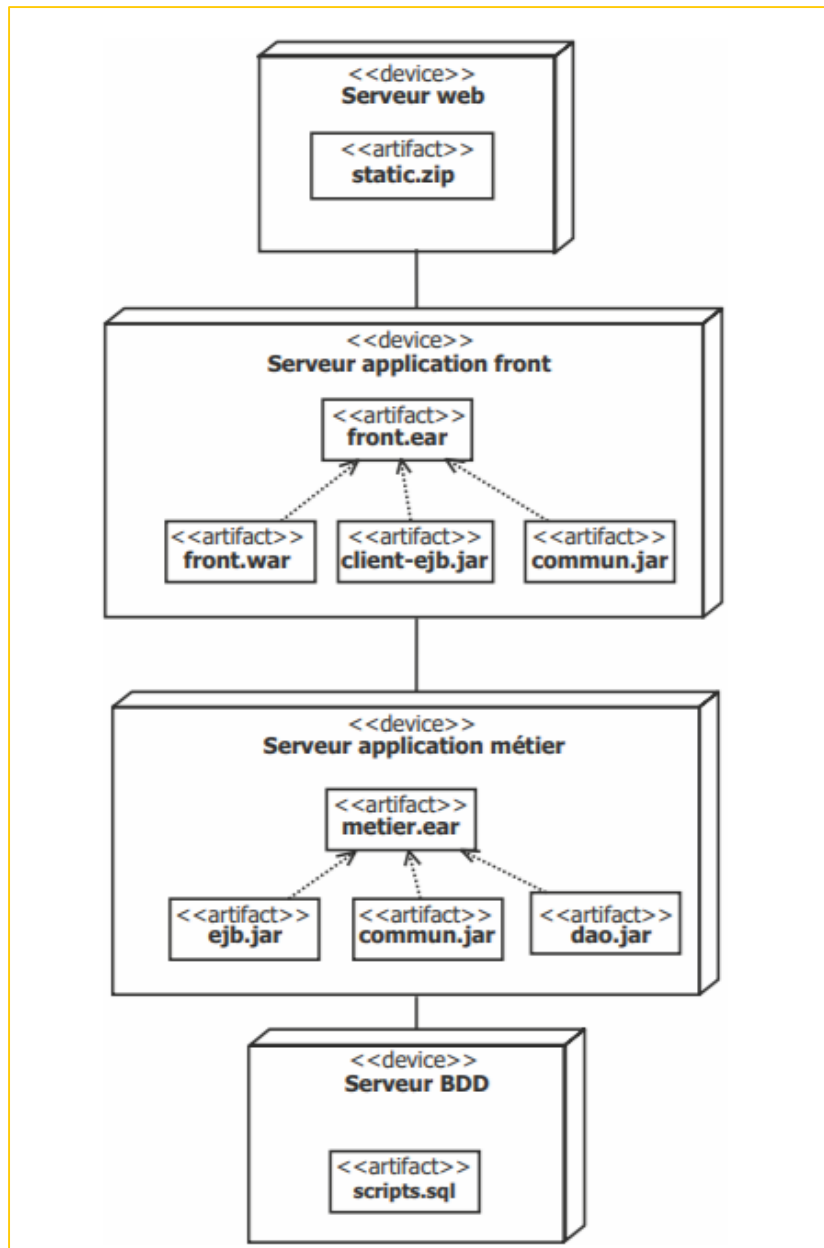 <<device>>
Serveur web
<<artifact>>
static.zip
<<device>>
Serveur application front
<<artifact>>
front.ear
<<artifact>> <<artifact>> <<artifact>>
front.war client-ejb.jar commun.jar
<<device>>
Serveur application métier
<<artifact>>
metier.ear
<<artifact>> <<artifact>> <<artifact>>
ejb.jar commun.jar dao.jar
<<device>>
Serveur BDD
<<artifact>>
scripts.sql